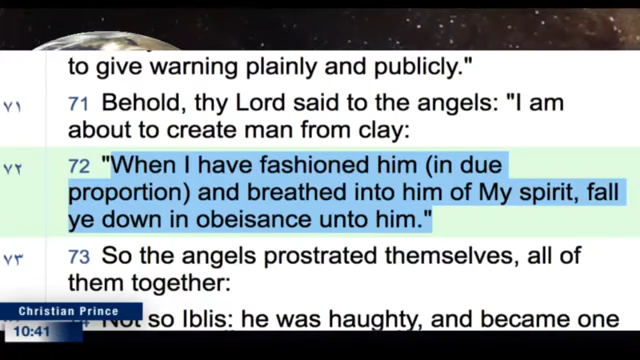 to give warning plainly and publicly."
٧١ 71 Behold, thy Lord said to the angels: "I am
about to create man from clay:
٧٢ 72 "When I have fashioned him (in due
proportion) and breathed into him of My spirit, fall
ye down in obeisance unto him."
٧٣ 73 So the angels prostrated themselves, all of
them together:
Not so Iblis: he was haughty, and became one
Christian Prince
10:41